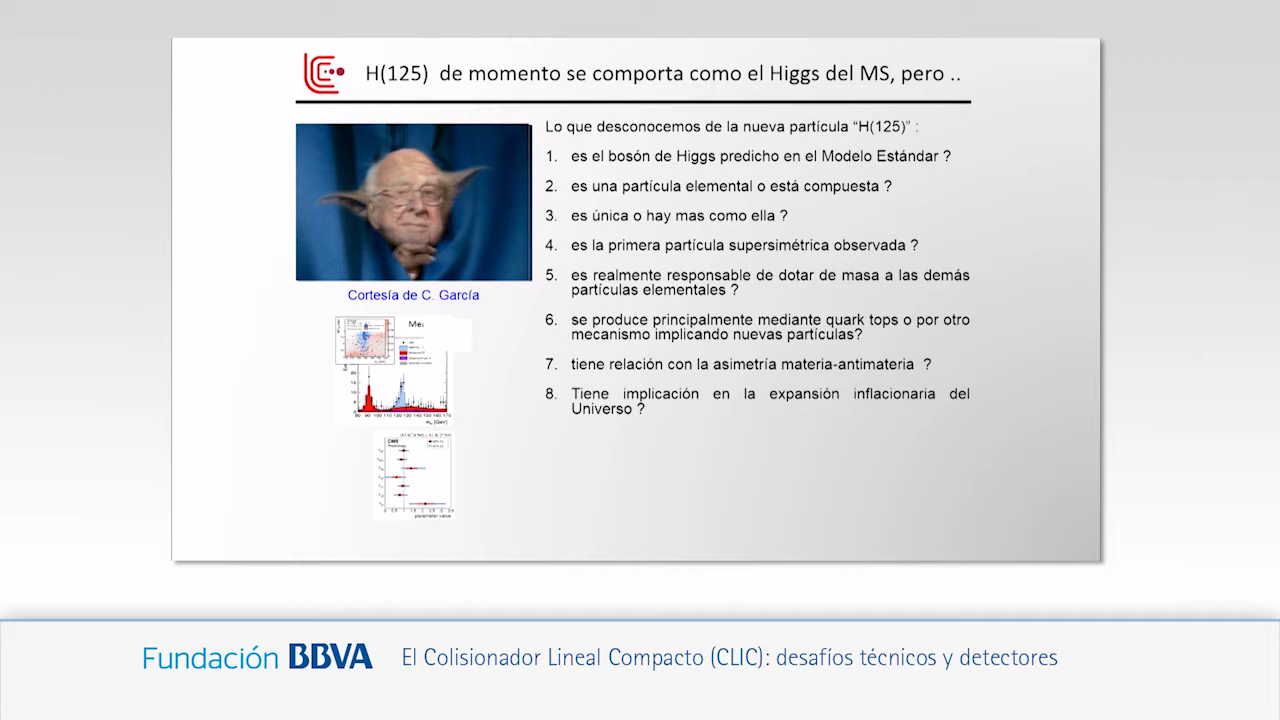 H(125) de momento se comporta como el Higgs del MS, pero ..
Lo que desconocemos de la nueva partícula “H(125)” :
1. es el bosón de Higgs predicho en el Modelo Estándar ?
2. es una partícula elemental o está compuesta ?
3. es única o hay mas como ella ?
4. es la primera partícula supersimétrica observada ?
5. es realmente responsable de dotar de masa a las demás
partículas elementales ?
6. se produce principalmente mediante quark tops o por otro
mecanismo implicando nuevas partículas?
7. tiene relación con la asimetría materia-antimateria ?
8. Tiene implicación en la expansión inflacionaria del
Universo ?
Cortesía de C. García
CMS
parameter value
Fundación BBVA
El Colisionador Lineal Compacto (CLIC): desafíos técnicos y detectores